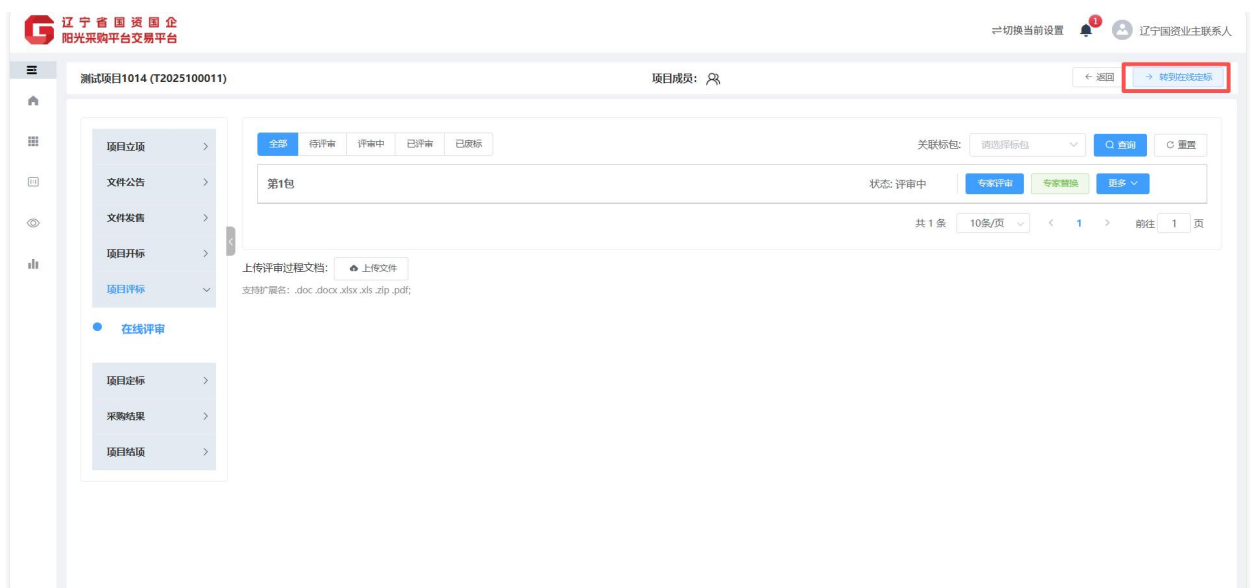 辽宁省国资国企
阳光采购平台交易平台
⇌切换当前设置
1
辽宁国资业主联系人
测试项目1014 (T2025100011)
项目成员:
← 返回
→ 转到在线定标
项目立项
文件公告
文件发售
项目开标
项目评标
在线评审
项目定标
采购结果
项目结项
全部 待评审 评审中 已评审 已废标
关联标包: 请选择标包 查询 重置
第1包
状态: 评审中 专家评审 专家替换 更多
共 1 条 10条/页 < 1 > 前往 1 页
上传评审过程文档: 上传文件
支持扩展名: .doc .docx .xlsx .xls .zip .pdf;